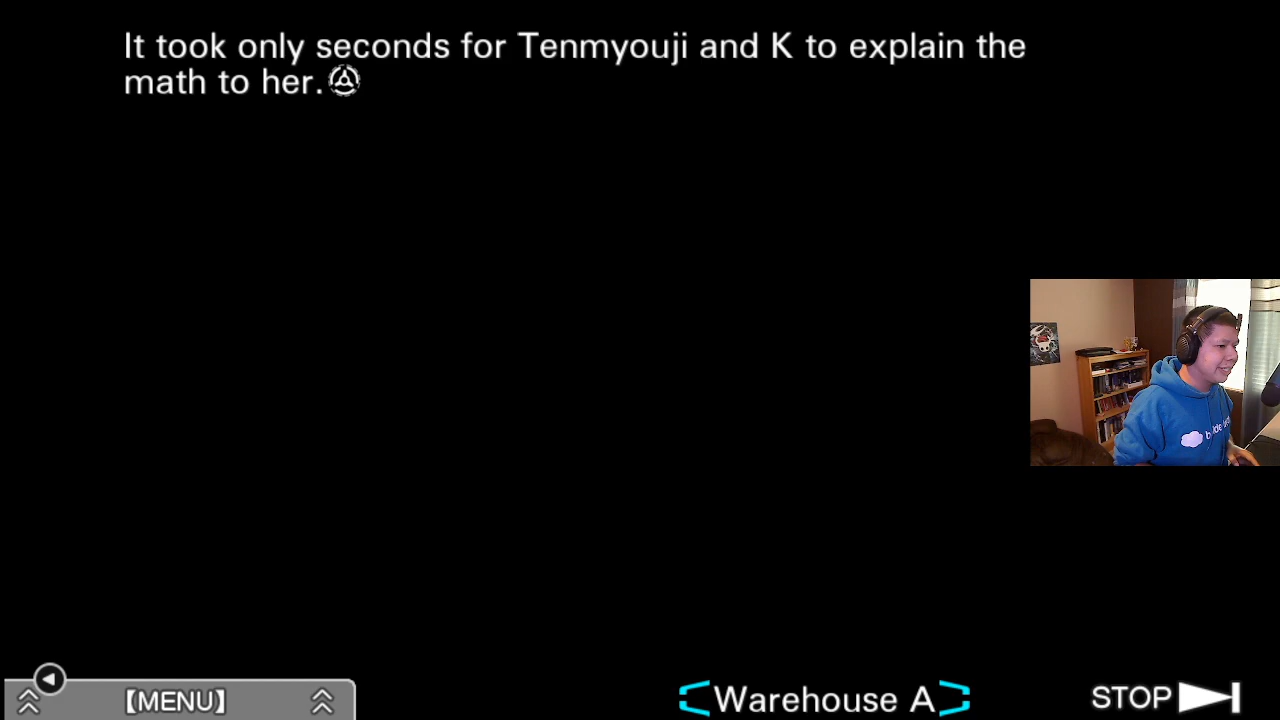 It took only seconds for Tenmyouji and K to explain the
math to her.
【MENU】
Warehouse A
STOP